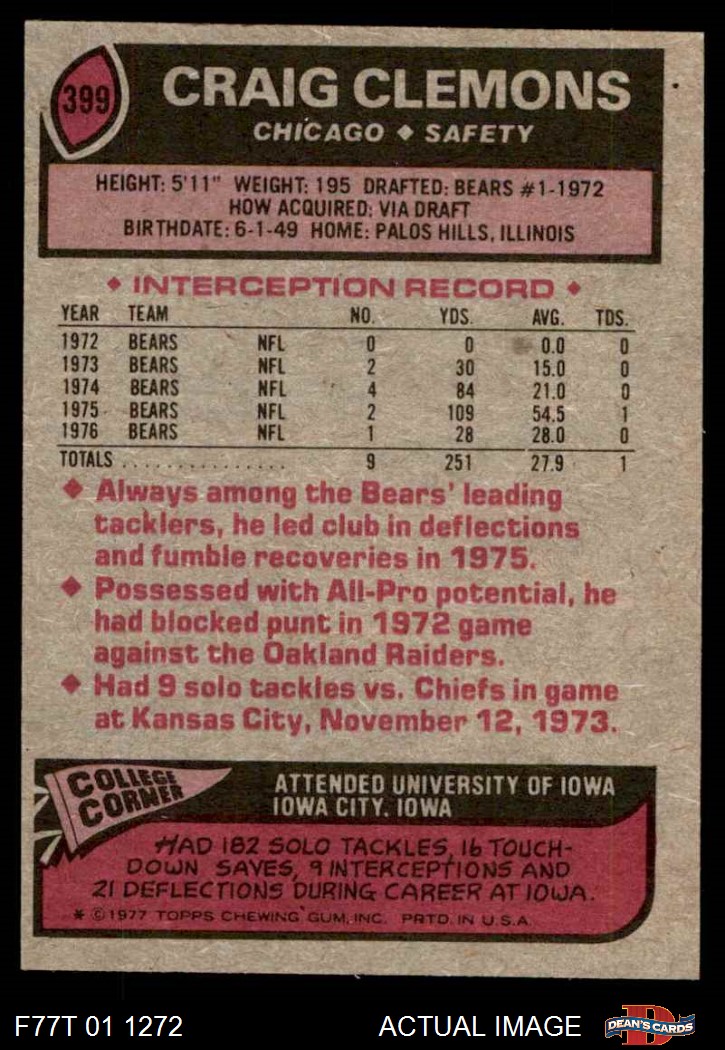 399
CRAIG CLEMONS
CHICAGO ♦ SAFETY
HEIGHT: 5'11" WEIGHT: 195 DRAFTED: BEARS #1-1972
HOW ACQUIRED: VIA DRAFT
BIRTHDATE: 6-1-49 HOME: PALOS HILLS, ILLINOIS
♦ INTERCEPTION RECORD ♦
YEAR TEAM NO. YDS. AVG. TDS.
1972 BEARS NFL 0 0 0.0 0
1973 BEARS NFL 2 30 15.0 0
1974 BEARS NFL 4 84 21.0 0
1975 BEARS NFL 2 109 54.5 1
1976 BEARS NFL 1 28 28.0 0
TOTALS . . . . . . . . . . . . . . . 9 251 27.9 1
♦ Always among the Bears' leading
tacklers, he led club in deflections
and fumble recoveries in 1975.
♦ Possessed with All-Pro potential, he
had blocked punt in 1972 game
against the Oakland Raiders.
♦ Had 9 solo tackles vs. Chiefs in game
at Kansas City, November 12, 1973.
COLLEGE
CORNER
ATTENDED UNIVERSITY OF IOWA
IOWA CITY, IOWA
HAD 182 SOLO TACKLES, 16 TOUCH-
DOWN SAVES, 9 INTERCEPTIONS AND
21 DEFLECTIONS DURING CAREER AT IOWA.
* © 1977 TOPPS CHEWING GUM, INC. PRTD. IN U.S.A.
F77T 01 1272 ACTUAL IMAGE
D
DEAN'S CARDS